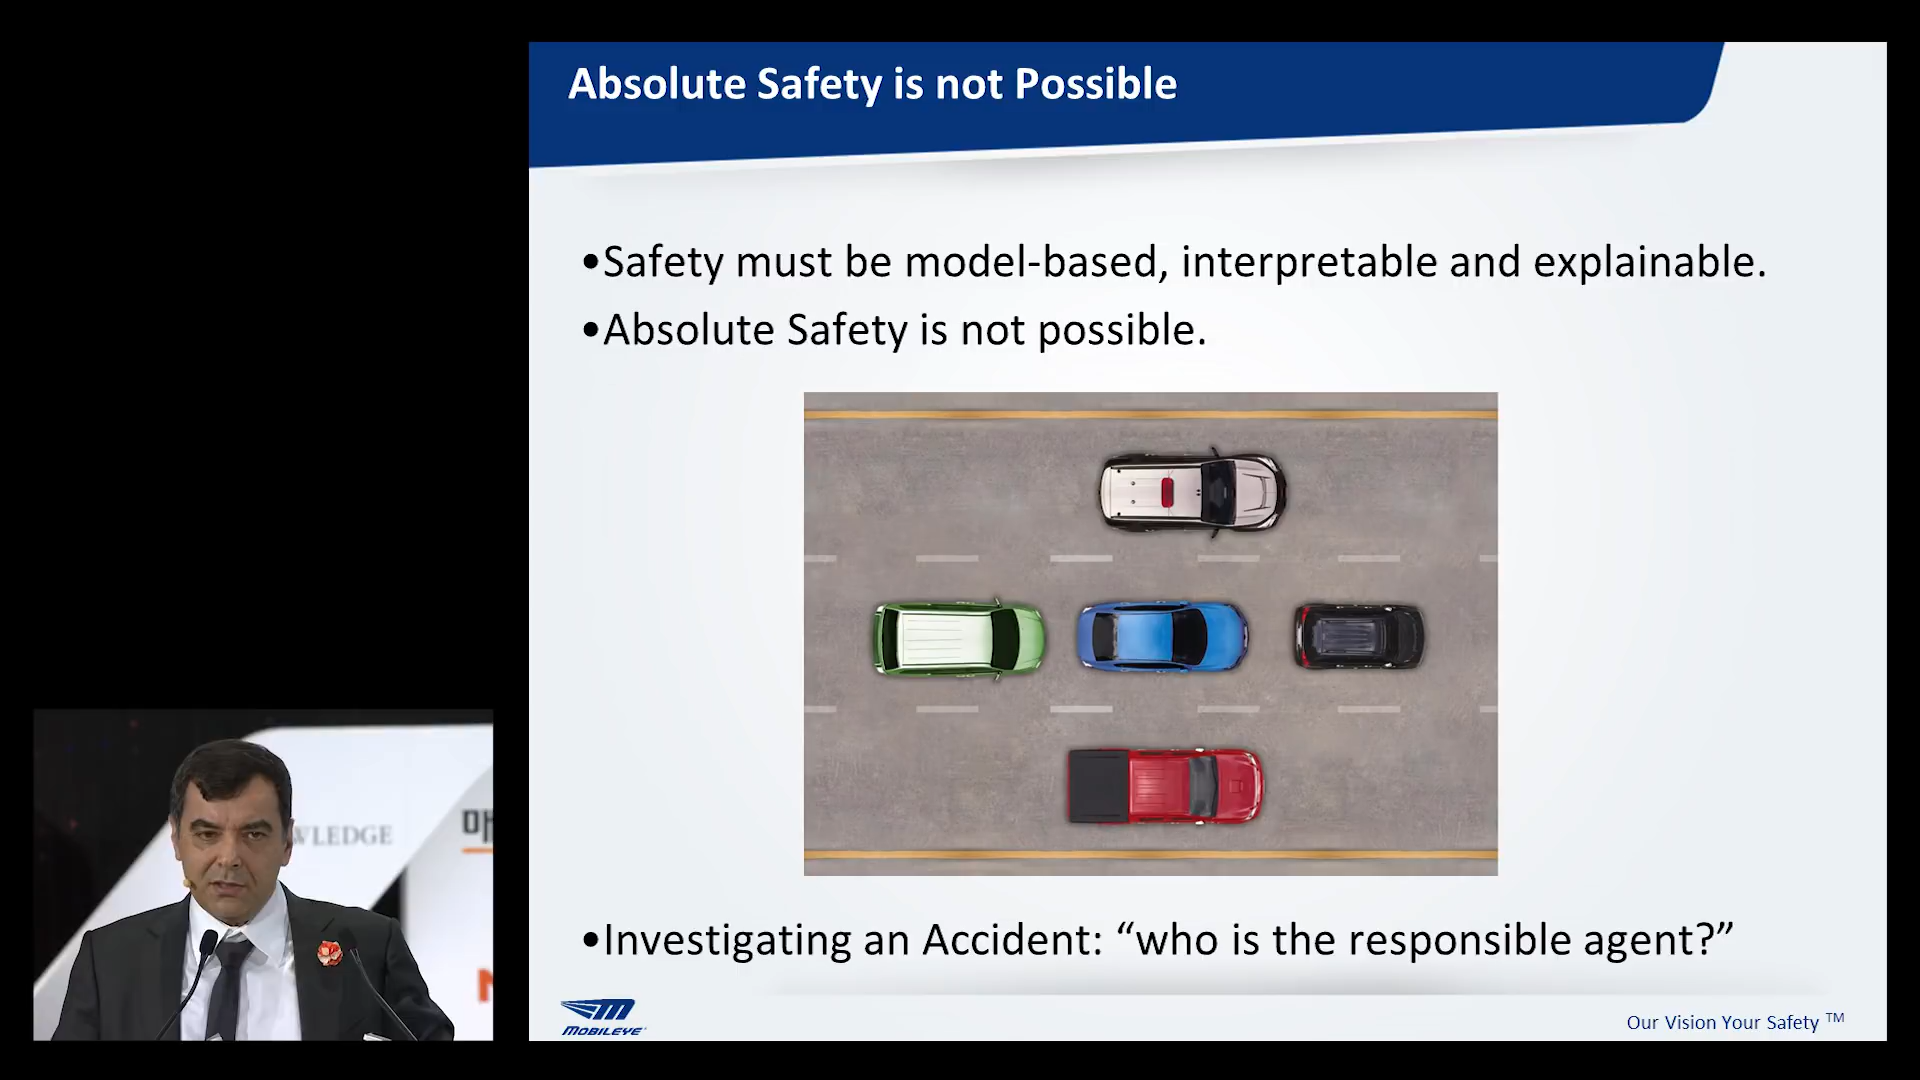 Absolute Safety is not Possible
•Safety must be model-based, interpretable and explainable.
•Absolute Safety is not possible.
•Investigating an Accident: “who is the responsible agent?”
MOBILEYE
Our Vision Your Safety TM
WLEDGE